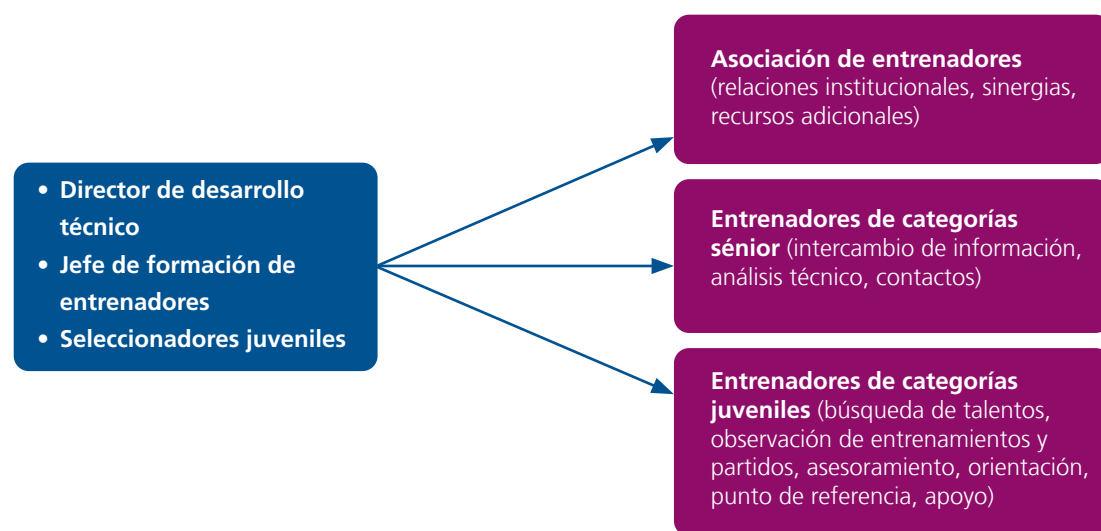 • Director de desarrollo
técnico
• Jefe de formación de
entrenadores
• Seleccionadores juveniles
Asociación de entrenadores
(relaciones institucionales, sinergias,
recursos adicionales)
Entrenadores de categorías
sénior (intercambio de información,
análisis técnico, contactos)
Entrenadores de categorías
juveniles (búsqueda de talentos,
observación de entrenamientos y
partidos, asesoramiento, orientación,
punto de referencia, apoyo)